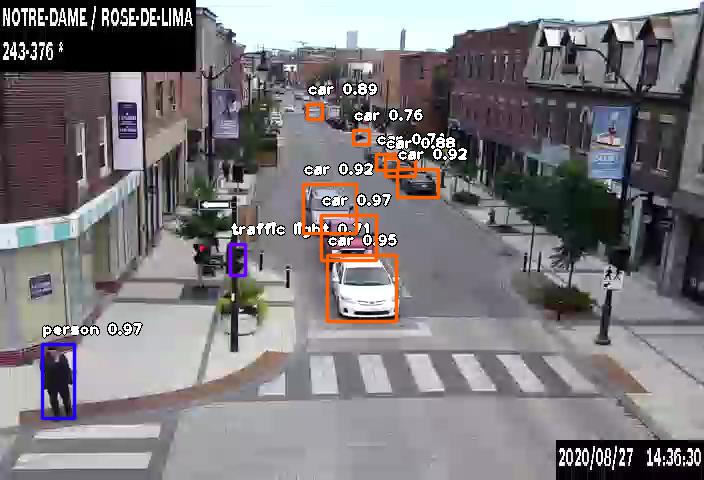 NOTRE-DAME / ROSE-DE-LIMA
243-376 *
car 0.89
car 0.76
car 0.88
car 0.92
car 0.92
car 0.97
traffic light 0.71
car 0.95
person 0.97
2020/08/27 14:36:30